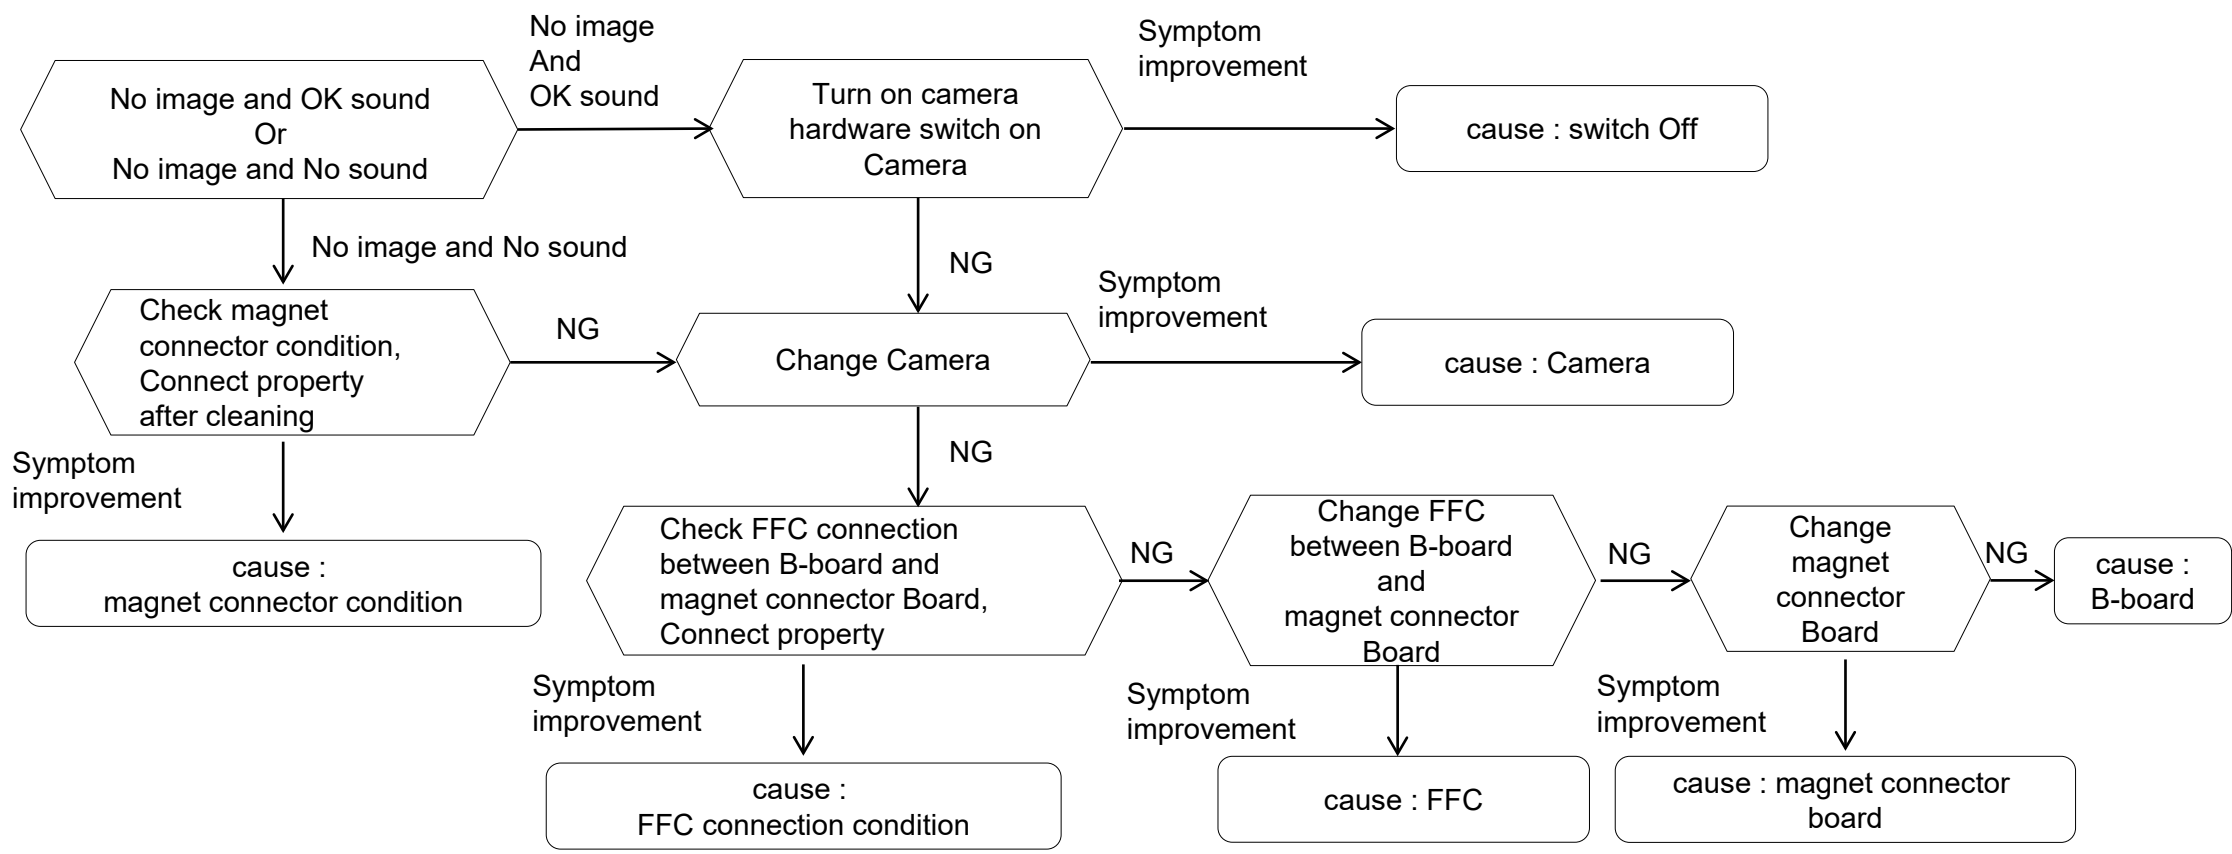 No image and OK sound
Or
No image and No sound
No image
And
OK sound
Turn on camera
hardware switch on
Camera
Symptom
improvement
cause : switch Off
No image and No sound
NG
Check magnet
connector condition,
Connect property
after cleaning
NG
Change Camera
Symptom
improvement
cause : Camera
Symptom
improvement
cause :
magnet connector condition
NG
Check FFC connection
between B-board and
magnet connector Board,
Connect property
NG
Change FFC
between B-board
and
magnet connector
Board
NG
Change
magnet
connector
Board
NG
cause :
B-board
Symptom
improvement
cause :
FFC connection condition
Symptom
improvement
cause : FFC
Symptom
improvement
cause : magnet connector
board